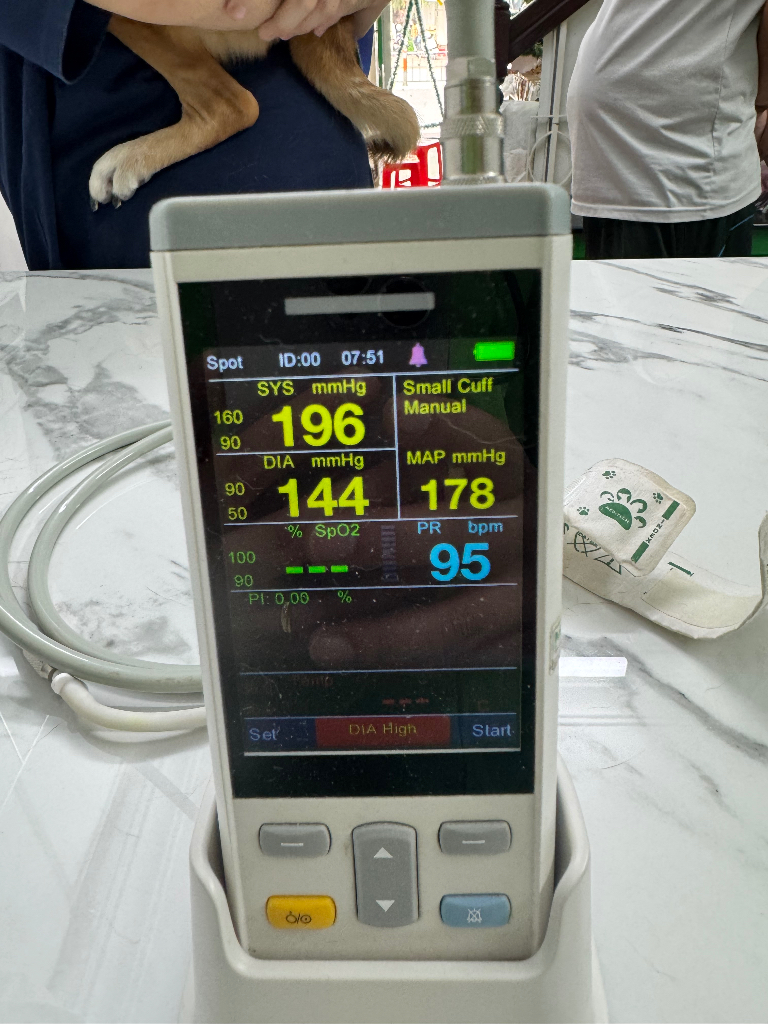 Spot ID:00 07:51
SYS mmHg
160
90
196
Small Cuff
Manual
DIA mmHg
90
50
144
MAP mmHg
178
% SpO2
100
90
---
PR bpm
95
PI: 0.00 %
Temp
---
C
Set DIA High Start